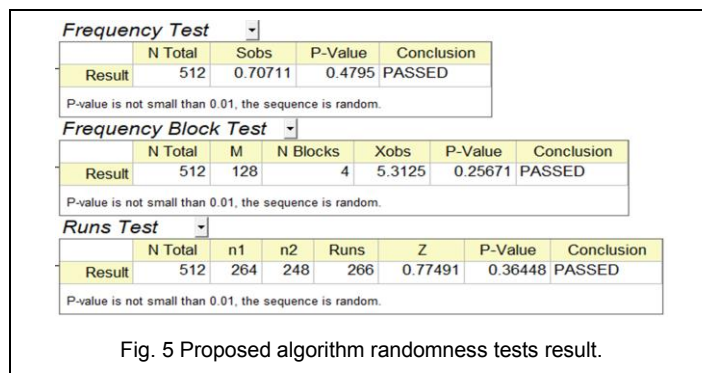 Frequency Test
N Total Sobs P-Value Conclusion
Result 512 0.70711 0.4795 PASSED
P-value is not small than 0.01, the sequence is random.
Frequency Block Test
N Total M N Blocks Xobs P-Value Conclusion
Result 512 128 4 5.3125 0.25671 PASSED
P-value is not small than 0.01, the sequence is random.
Runs Test
N Total n1 n2 Runs Z P-Value Conclusion
Result 512 264 248 266 0.77491 0.36448 PASSED
P-value is not small than 0.01, the sequence is random.
Fig. 5 Proposed algorithm randomness tests result.